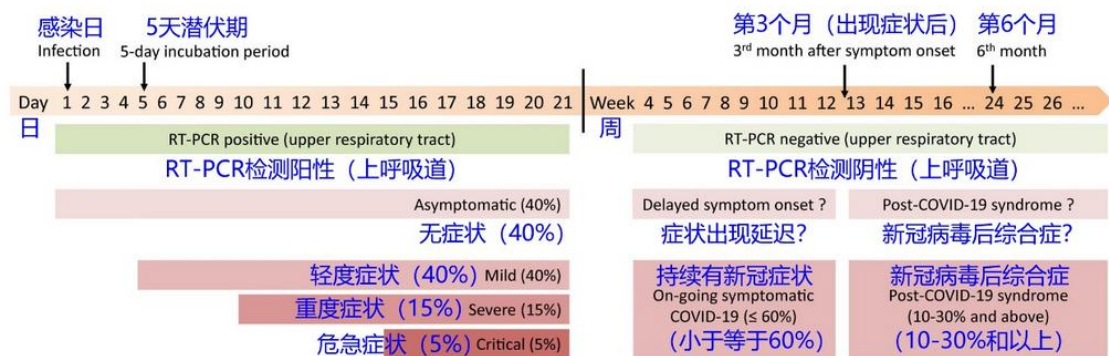 感染日
5天潜伏期
第3个月（出现症状后）
第6个月
Infection
5-day incubation period
3rd month after symptom onset
6th month
Day 1 2 3 4 5 6 7 8 9 10 11 12 13 14 15 16 17 18 19 20 21
Week 4 5 6 7 8 9 10 11 12 13 14 15 16 ... 24 25 26 ...
日
周
RT-PCR positive (upper respiratory tract)
RT-PCR negative (upper respiratory tract)
RT-PCR检测阳性（上呼吸道）
RT-PCR检测阴性（上呼吸道）
Asymptomatic (40%)
Delayed symptom onset ?
Post-COVID-19 syndrome ?
无症状（40%）
症状出现延迟？
新冠病毒后综合症？
轻度症状（40%） Mild (40%)
重度症状（15%） Severe (15%)
危急症状（5%） Critical (5%)
持续有新冠症状
On-going symptomatic
COVID-19 (≤ 60%)
（小于等于60%）
新冠病毒后综合症
Post-COVID-19 syndrome
(10-30% and above)
（10-30%和以上）